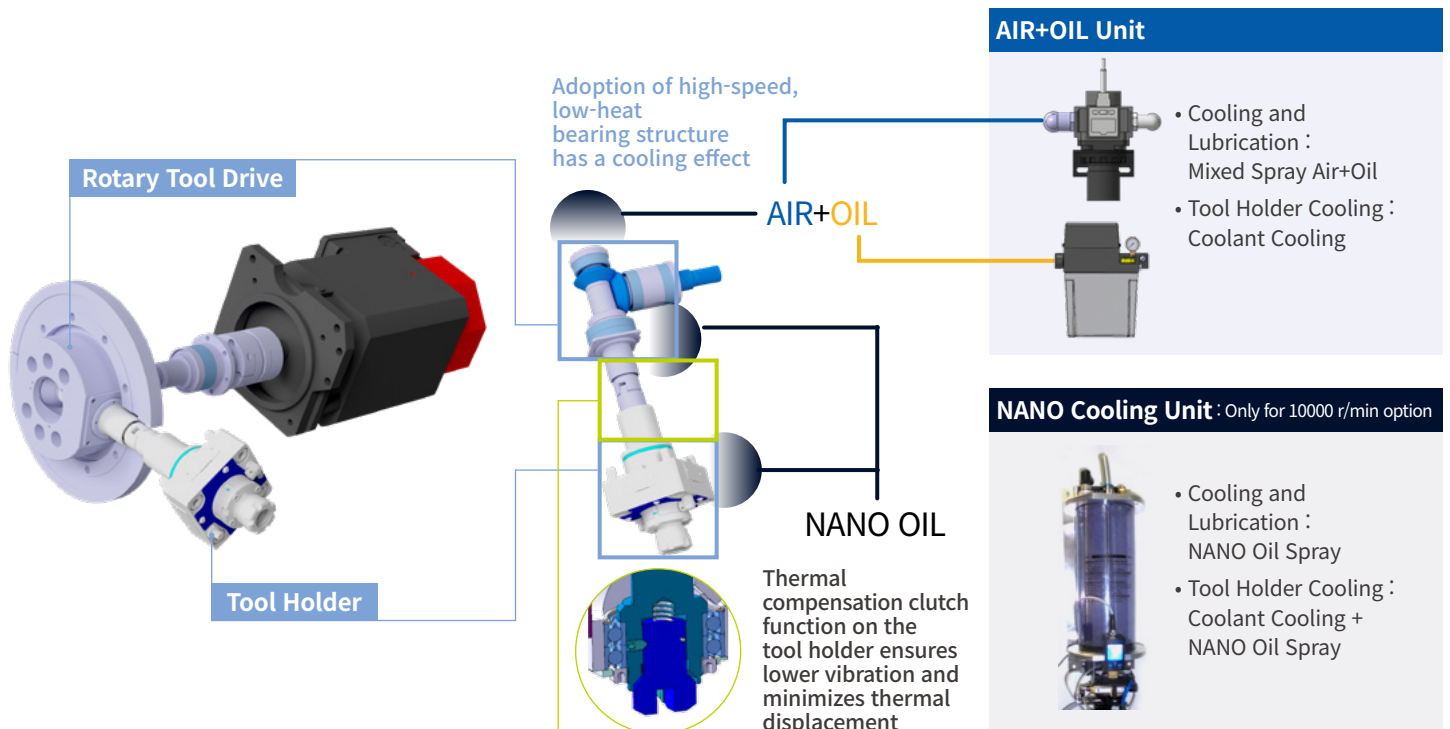 AIR+OIL Unit
Adoption of high-speed,
low-heat
bearing structure
has a cooling effect
• Cooling and
Lubrication :
Mixed Spray Air+Oil
• Tool Holder Cooling :
Coolant Cooling
Rotary Tool Drive
AIR+OIL
NANO Cooling Unit : Only for 10000 r/min option
• Cooling and
Lubrication :
NANO Oil Spray
• Tool Holder Cooling :
Coolant Cooling +
NANO Oil Spray
NANO OIL
Tool Holder
Thermal
compensation clutch
function on the
tool holder ensures
lower vibration and
minimizes thermal
displacement